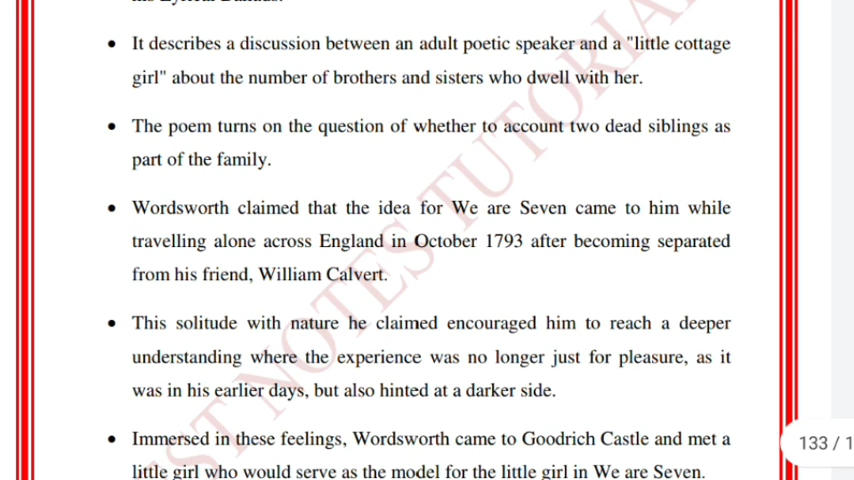 • It describes a discussion between an adult poetic speaker and a "little cottage
girl" about the number of brothers and sisters who dwell with her.
• The poem turns on the question of whether to account two dead siblings as
part of the family.
• Wordsworth claimed that the idea for We are Seven came to him while
travelling alone across England in October 1793 after becoming separated
from his friend, William Calvert.
• This solitude with nature he claimed encouraged him to reach a deeper
understanding where the experience was no longer just for pleasure, as it
was in his earlier days, but also hinted at a darker side.
• Immersed in these feelings, Wordsworth came to Goodrich Castle and met a
little girl who would serve as the model for the little girl in We are Seven.
133 / 1
NOTES TUTORIA